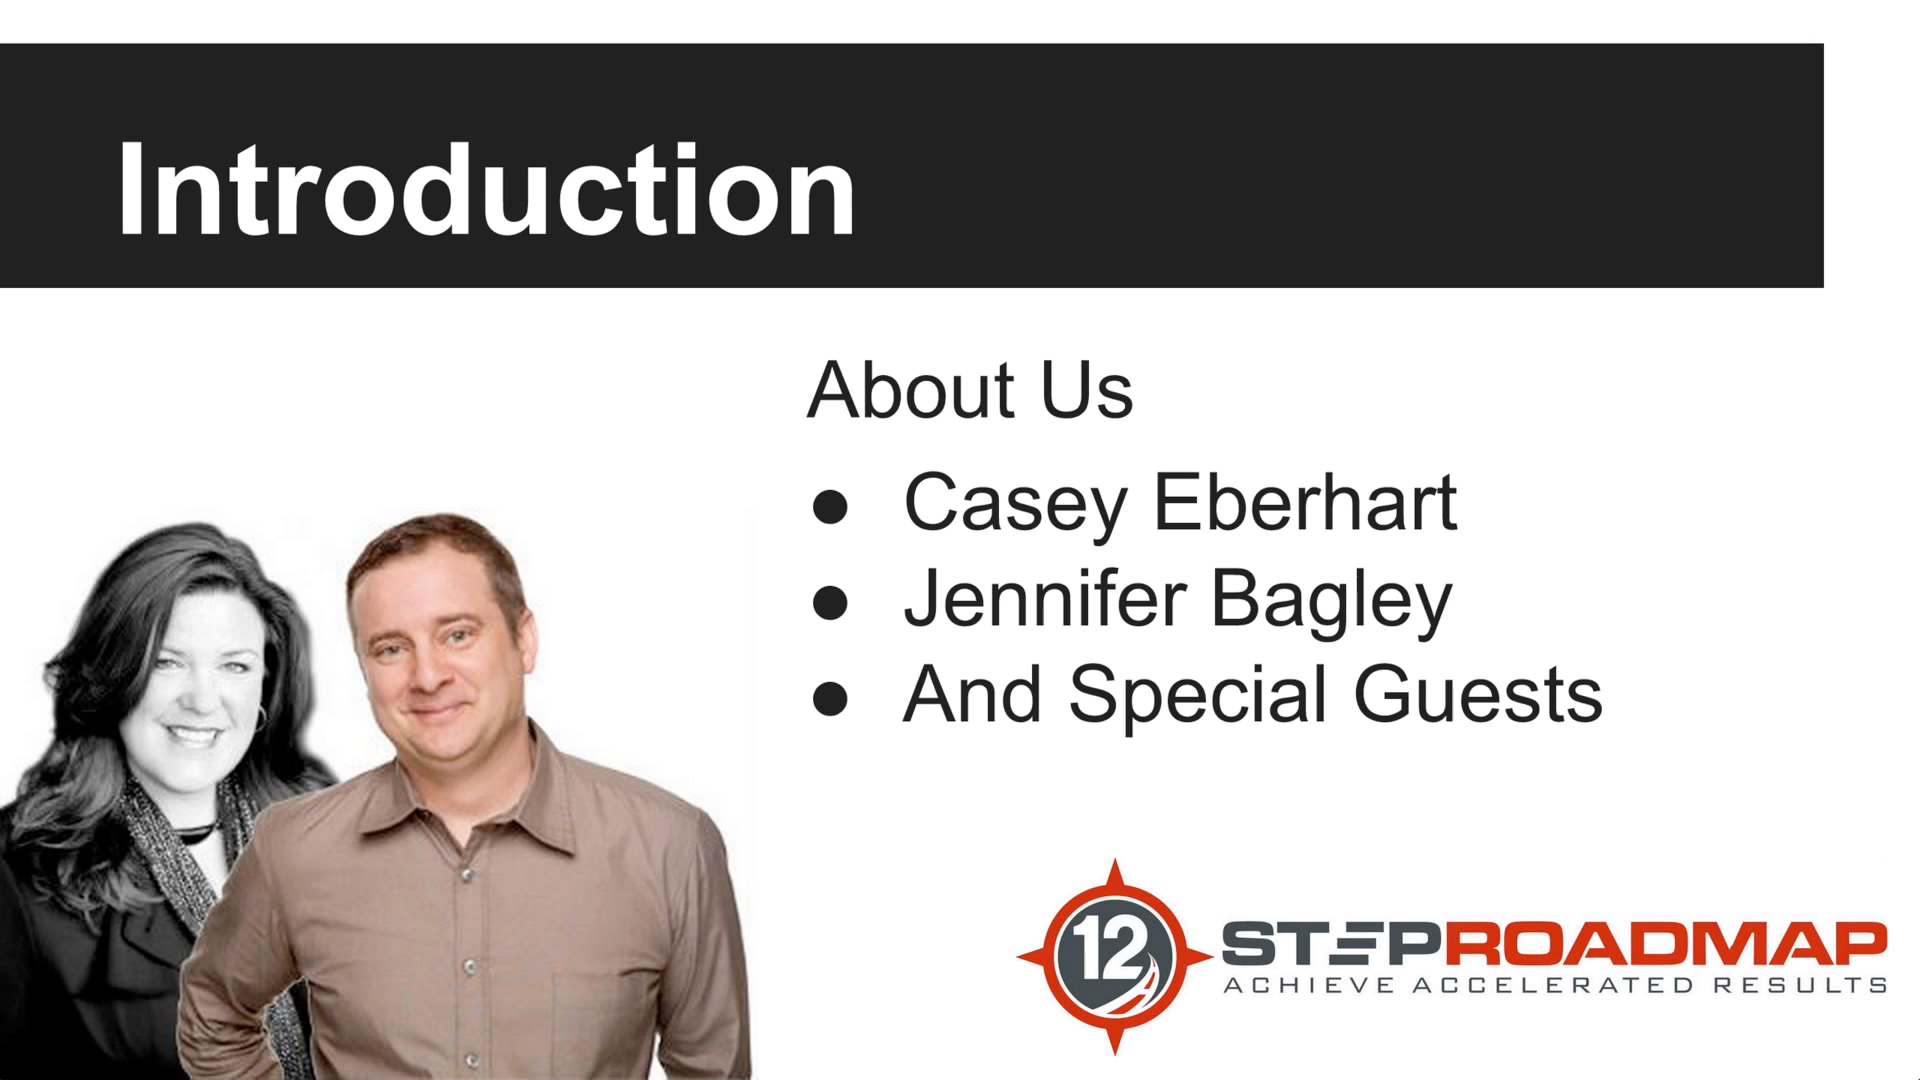 Introduction
About Us
● Casey Eberhart
● Jennifer Bagley
● And Special Guests
12 STEPROADMAP
ACHIEVE ACCELERATED RESULTS